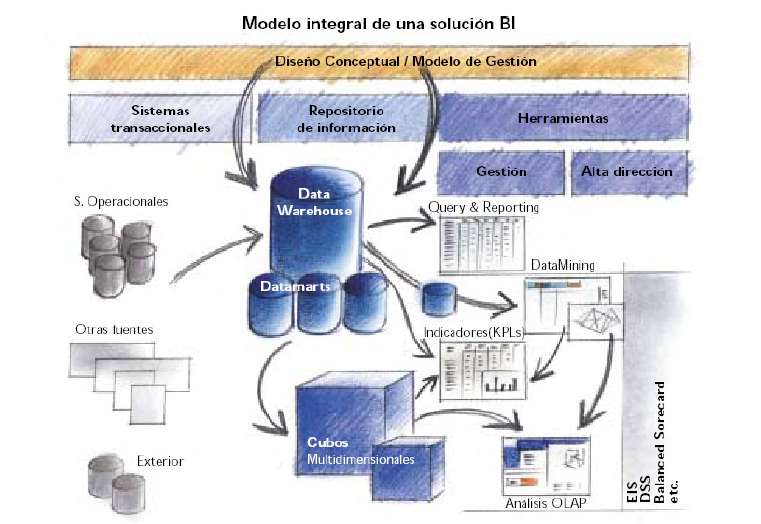 Modelo integral de una solución BI
Diseño Conceptual / Modelo de Gestión
Sistemas
transaccionales
Repositorio
de información
Herramientas
Gestión
Alta dirección
S. Operacionales
Data
Warehouse
Query & Reporting
DataMining
Datamarts
Otras fuentes
Indicadores(KPLs)
Cubos
Multidimensionales
Exterior
Análisis OLAP
EIS
DSS
Balanced Sorecard
etc.